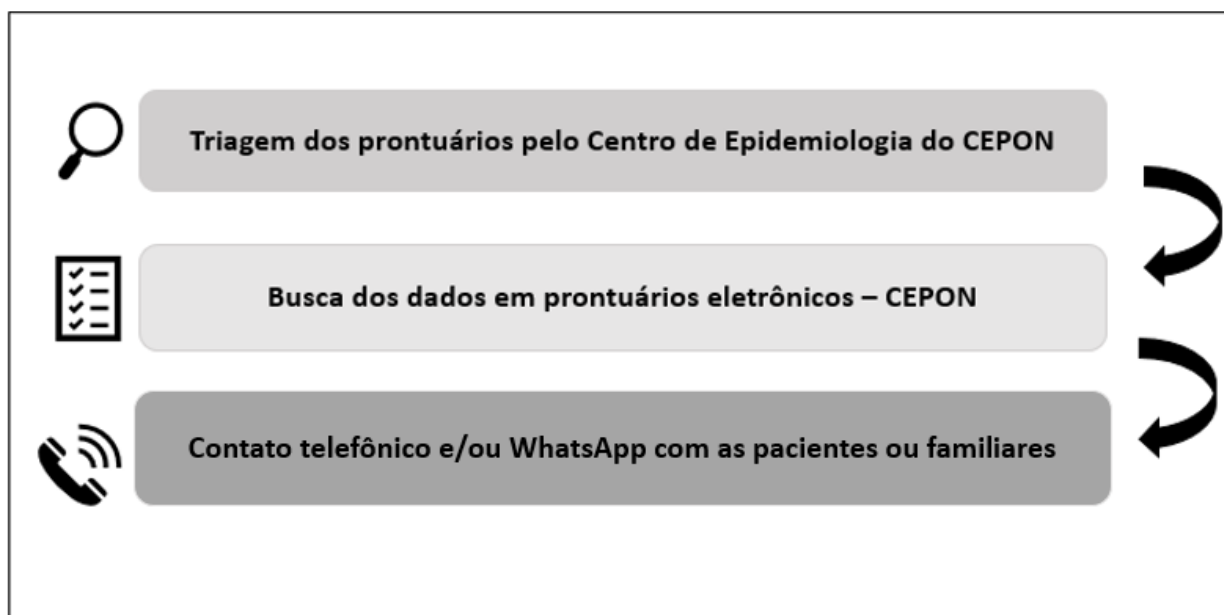 Triagem dos prontuários pelo Centro de Epidemiologia do CEPON
Busca dos dados em prontuários eletrônicos – CEPON
Contato telefônico e/ou WhatsApp com as pacientes ou familiares